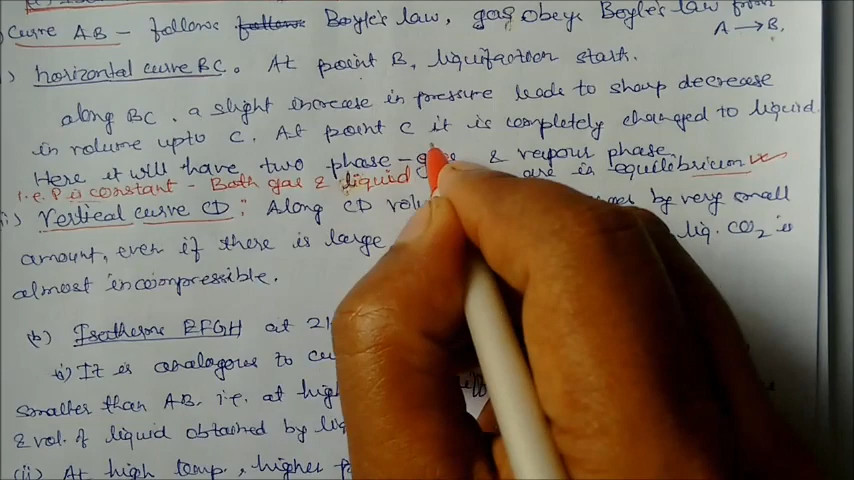 Curve AB - follows follows Boyle's law, gas obeys Boyle's law from A → B.
) horizontal curve BC. At point B, liquifaction start.
along BC. a slight increase in pressure leads to sharp decrease
in volume upto C. At point C it is completely changed to liquid.
Here it will have two phase - & vapour phase
i.e. P is constant - Both gas & liquid are in equilibrium
i) Vertical curve CD : Along CD by very small
amount, even if there is large liq. CO2 is
almost incompressible.
(b) Isotherm EFGH at 21
i) It is analogous to
smaller than AB. i.e. at high
& vol. of liquid obtained by
(ii) At high temp, higher